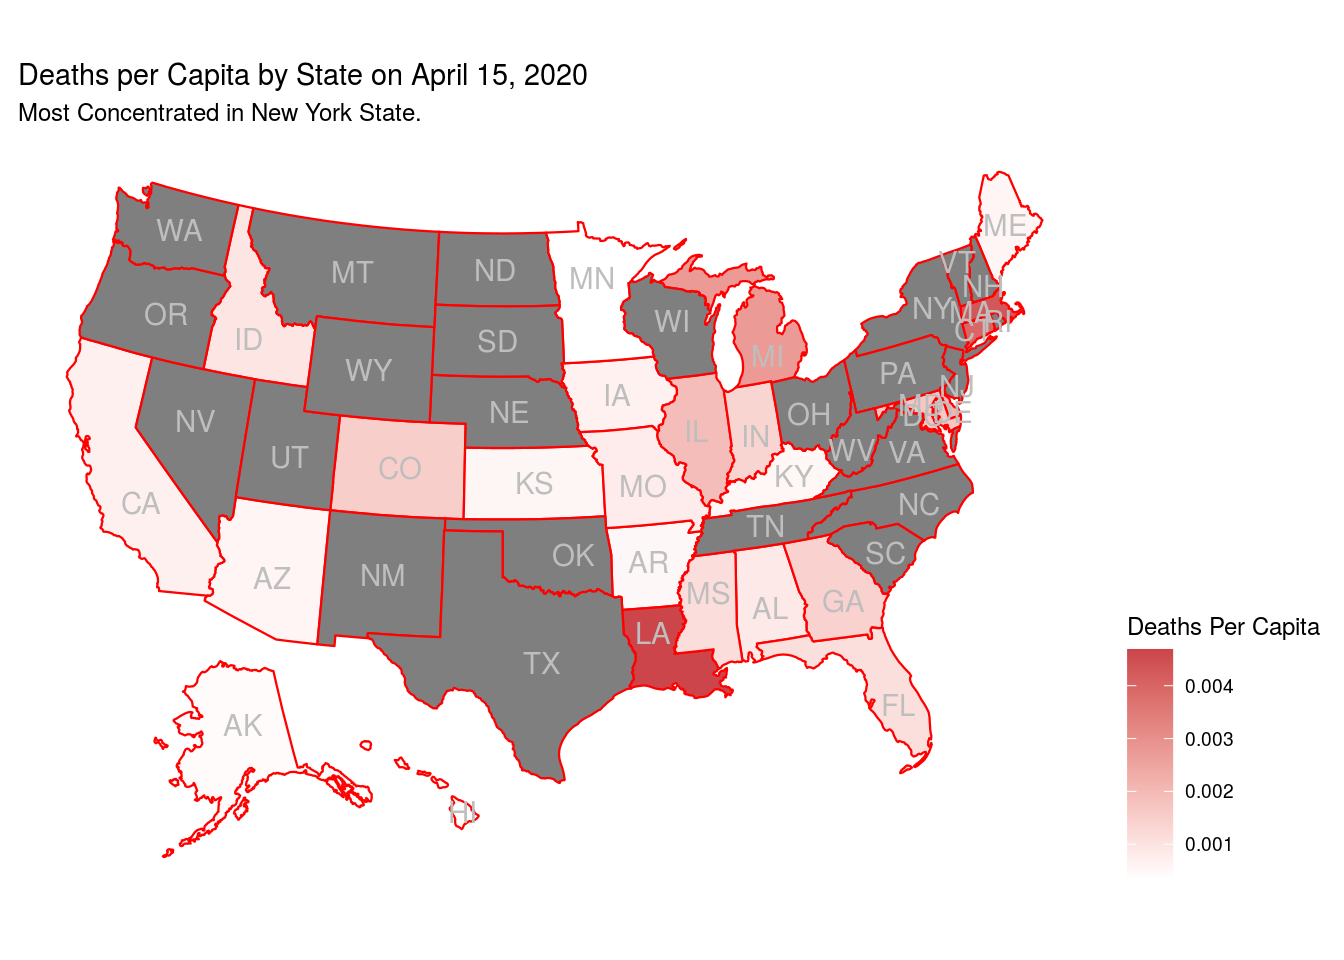 Deaths per Capita by State on April 15, 2020
Most Concentrated in New York State.
ME
WA
VT
MT
ND
MN
NH
OR
NY
MA
WI
RI
CT
ID
SD
MI
WY
PA
NJ
IA
NE
MD
DE
DC
OH
NV
IL
IN
WV
VA
UT
CO
KS
MO
KY
CA
NC
TN
OK
SC
AZ
NM
AR
MS
AL
GA
LA
TX
FL
AK
HI
Deaths Per Capita
0.004
0.003
0.002
0.001